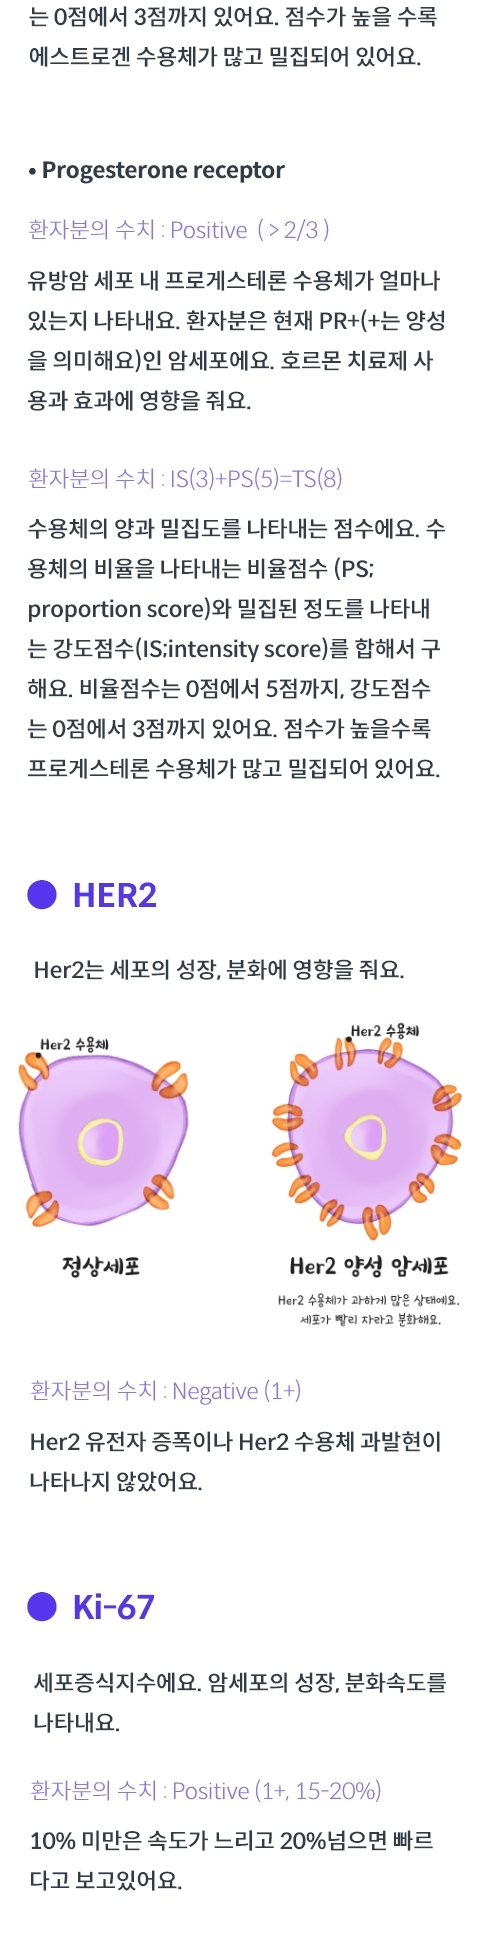 는 0점에서 3점까지 있어요. 점수가 높을 수록
에스트로겐 수용체가 많고 밀집되어 있어요.
• Progesterone receptor
환자분의 수치 : Positive ( > 2/3 )
유방암 세포 내 프로게스테론 수용체가 얼마나
있는지 나타내요. 환자분은 현재 PR+(+는 양성
을 의미해요)인 암세포에요. 호르몬 치료제 사
용과 효과에 영향을 줘요.
환자분의 수치 : IS(3)+PS(5)=TS(8)
수용체의 양과 밀집도를 나타내는 점수에요. 수
용체의 비율을 나타내는 비율점수 (PS;
proportion score)와 밀집된 정도를 나타내
는 강도점수(IS;intensity score)를 합해서 구
해요. 비율점수는 0점에서 5점까지, 강도점수
는 0점에서 3점까지 있어요. 점수가 높을수록
프로게스테론 수용체가 많고 밀집되어 있어요.
● HER2
Her2는 세포의 성장, 분화에 영향을 줘요.
Her2 수용체
Her2 수용체
정상세포
Her2 양성 암세포
Her2 수용체가 과하게 많은 상태예요.
세포가 빨리 자라고 분화해요.
환자분의 수치 : Negative (1+)
Her2 유전자 증폭이나 Her2 수용체 과발현이
나타나지 않았어요.
● Ki-67
세포증식지수에요. 암세포의 성장, 분화속도를
나타내요.
환자분의 수치 : Positive (1+, 15-20%)
10% 미만은 속도가 느리고 20%넘으면 빠르
다고 보고있어요.